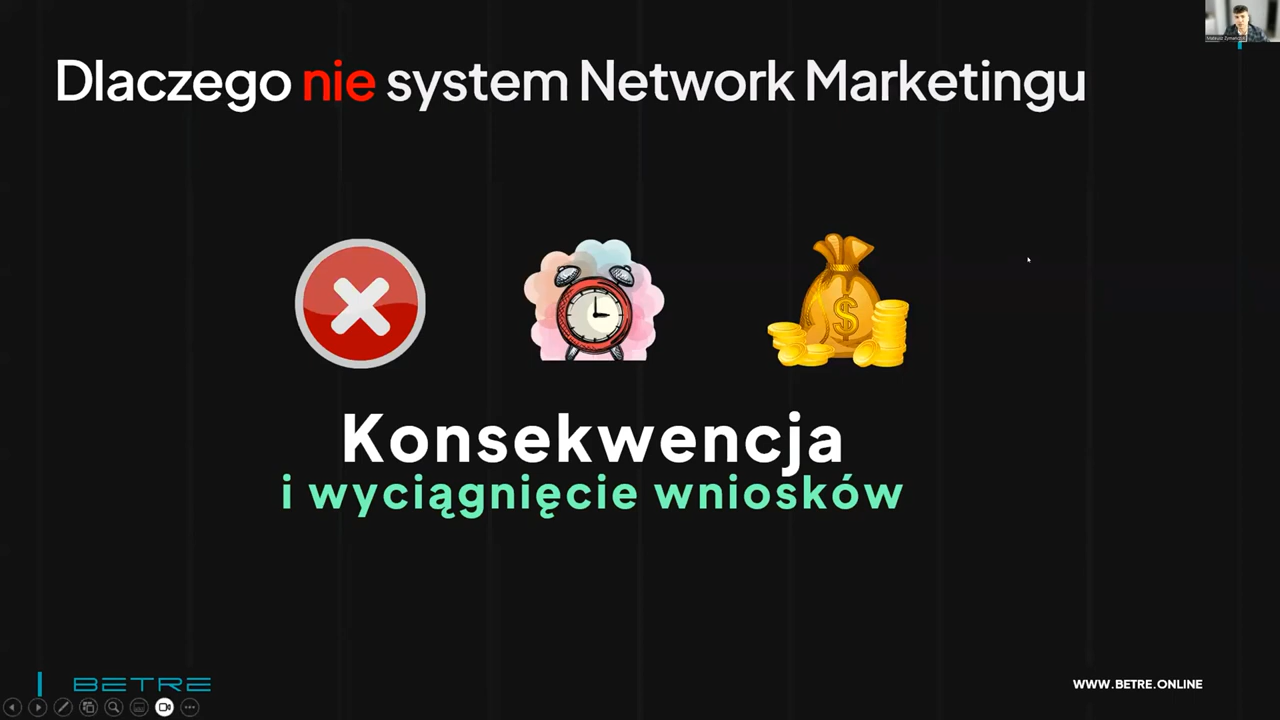 Dlaczego nie system Network Marketingu
$
Konsekwencja
i wyciągnięcie wniosków
BETRE
WWW.BETRE.ONLINE